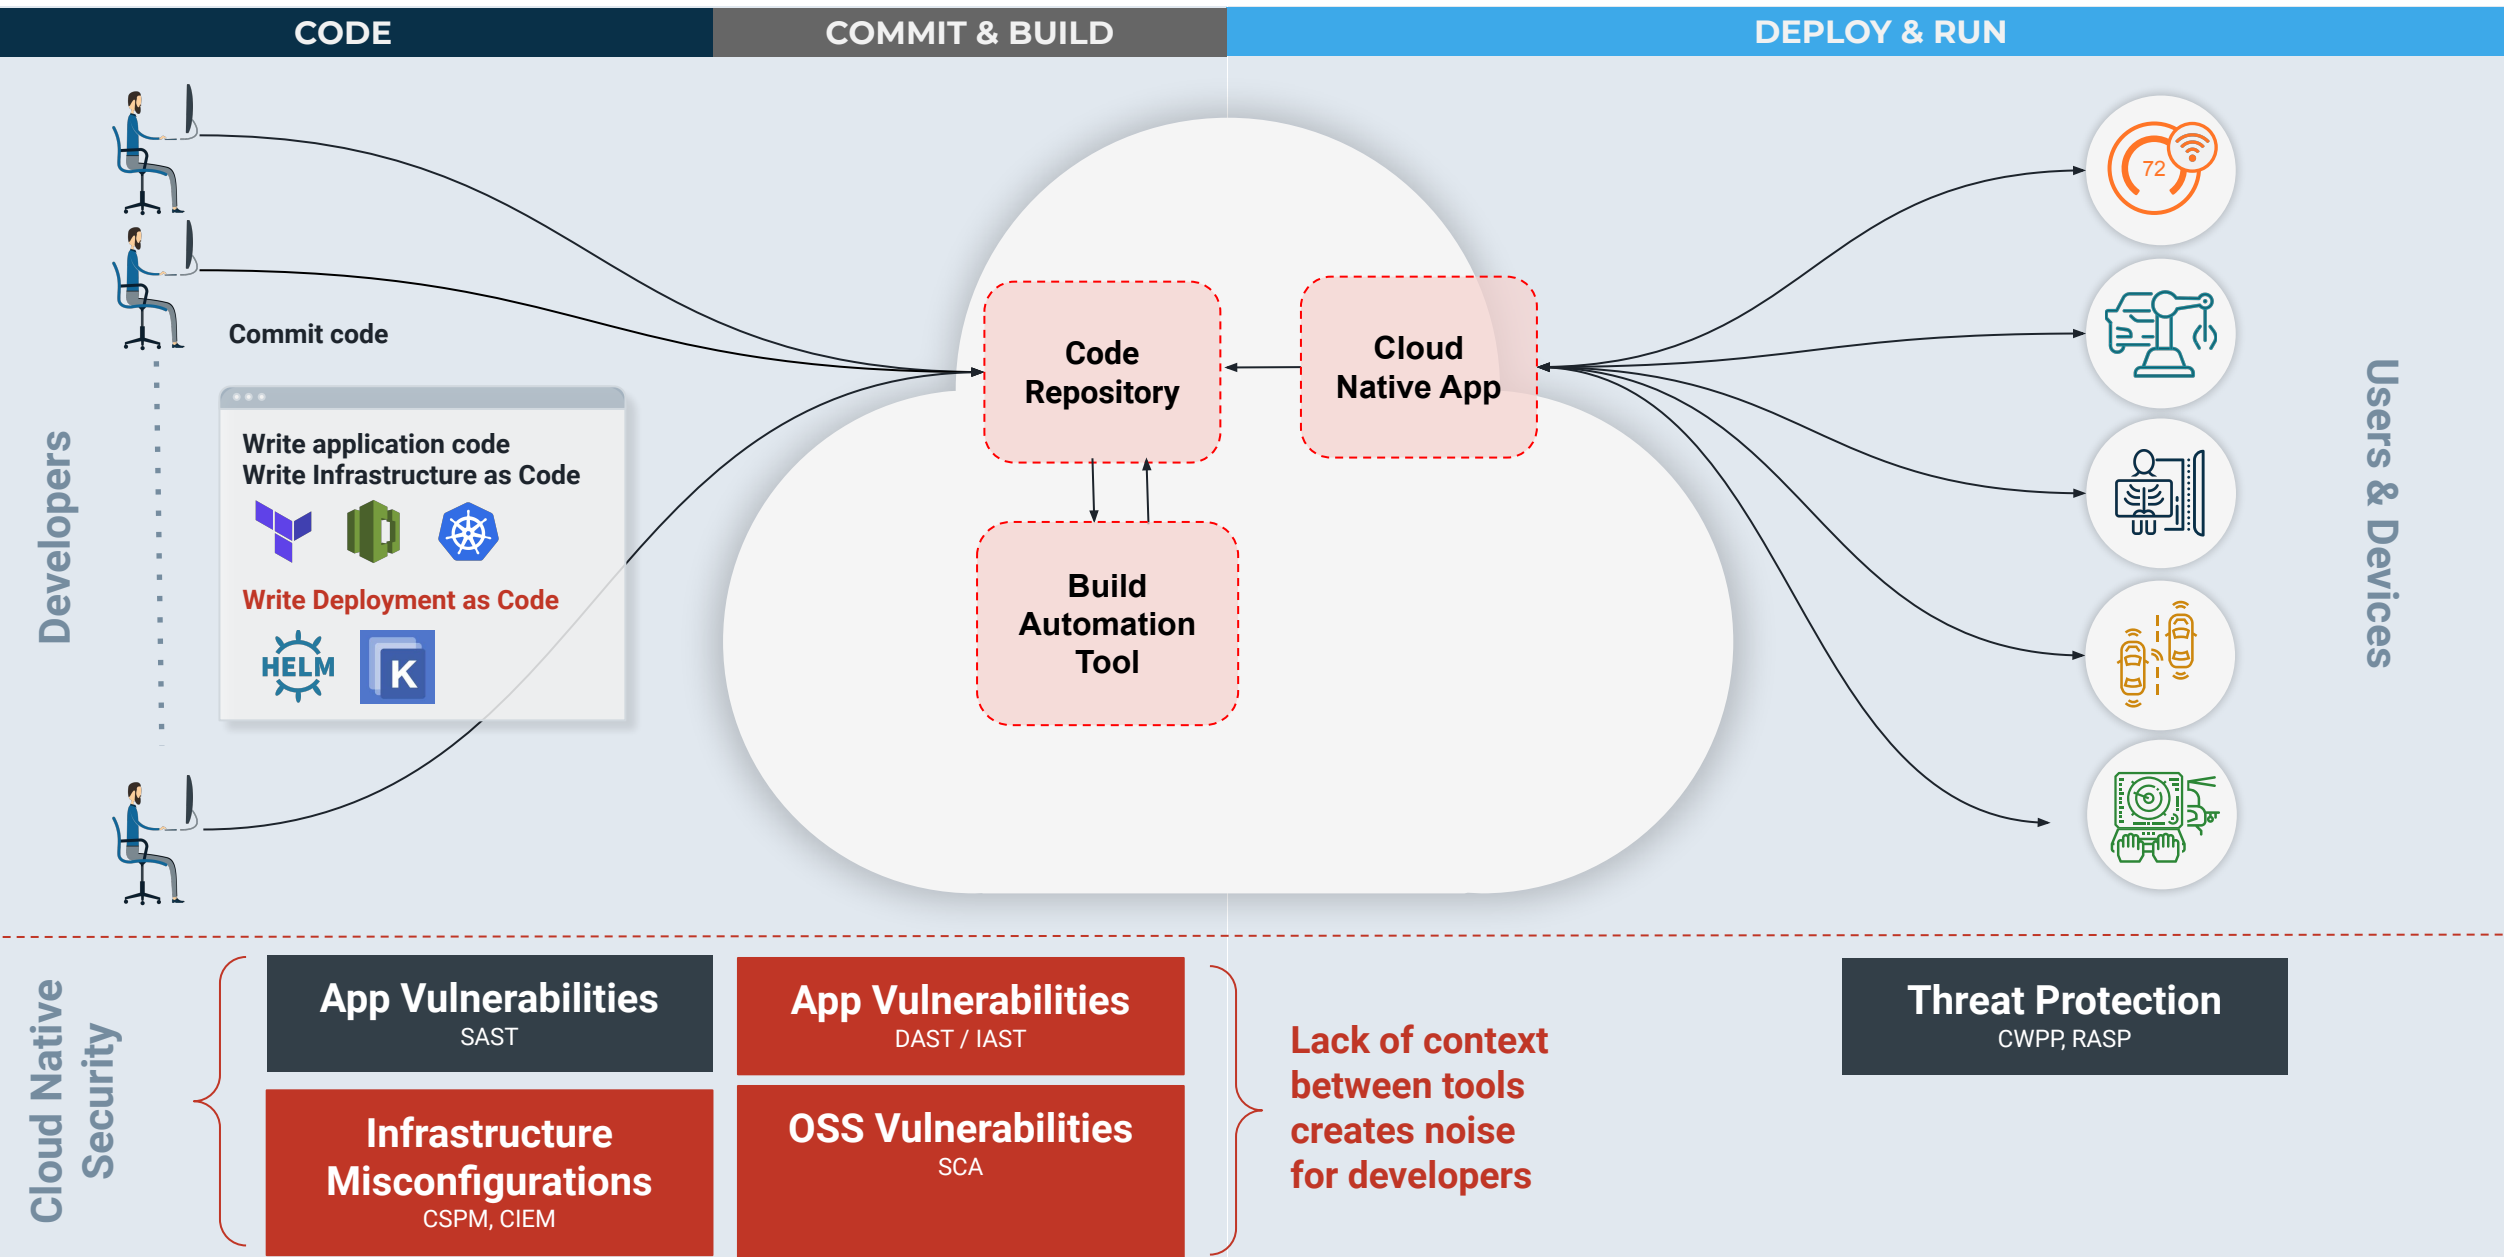 CODE
COMMIT & BUILD
DEPLOY & RUN
72
Commit code
Code
Repository
Cloud
Native App
Write application code
Write Infrastructure as Code
Write Deployment as Code
HELM
K
Build
Automation
Tool
Developers
Users & Devices
Cloud Native
Security
App Vulnerabilities
SAST
App Vulnerabilities
DAST / IAST
Infrastructure
Misconfigurations
CSPM, CIEM
OSS Vulnerabilities
SCA
Lack of context
between tools
creates noise
for developers
Threat Protection
CWPP, RASP